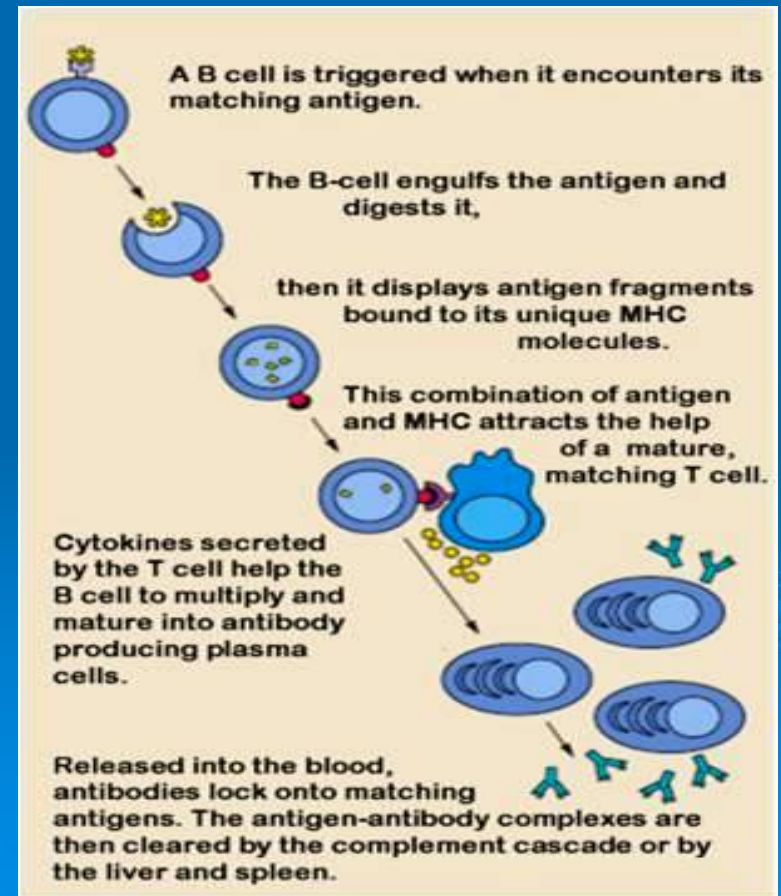 A B cell is triggered when it encounters its
matching antigen.
The B-cell engulfs the antigen and
digests it,
then it displays antigen fragments
bound to its unique MHC
molecules.
This combination of antigen
and MHC attracts the help
of a mature,
matching T cell.
Cytokines secreted
by the T cell help the
B cell to multiply and
mature into antibody
producing plasma
cells.
Released into the blood,
antibodies lock onto matching
antigens. The antigen-antibody complexes are
then cleared by the complement cascade or by
the liver and spleen.